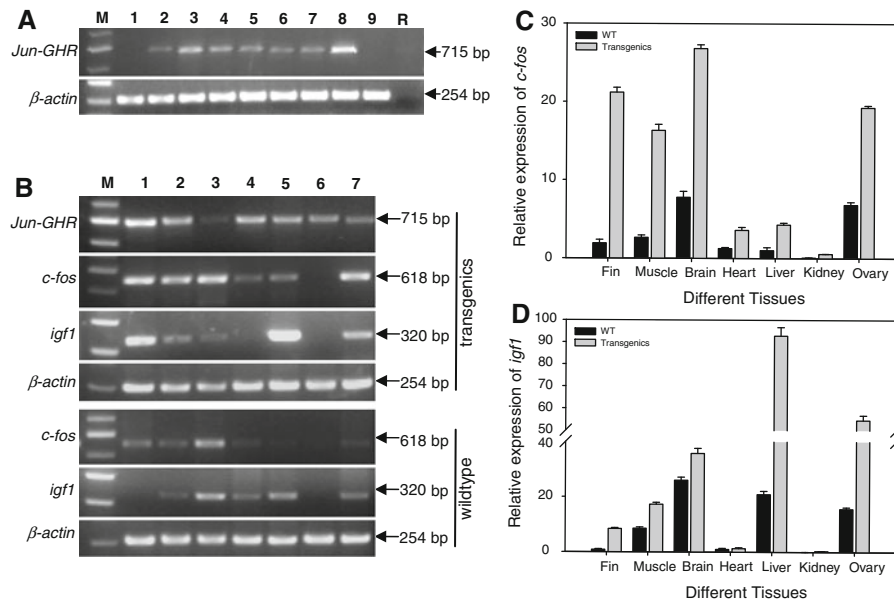 A
M 1 2 3 4 5 6 7 8 9 R
Jun-GHR
715 bp
β-actin
254 bp
B
M 1 2 3 4 5 6 7
Jun-GHR
715 bp
c-fos
618 bp
igf1
320 bp
β-actin
254 bp
transgenics
c-fos
618 bp
igf1
320 bp
β-actin
254 bp
wildtype
C
Relative expression of c-fos
30
20
10
0
WT
Transgenics
Fin Muscle Brain Heart Liver Kidney Ovary
Different Tissues
D
Relative expression of igf1
100
90
80
70
60
50
40
20
0
WT
Transgenics
Fin Muscle Brain Heart Liver Kidney Ovary
Different Tissues